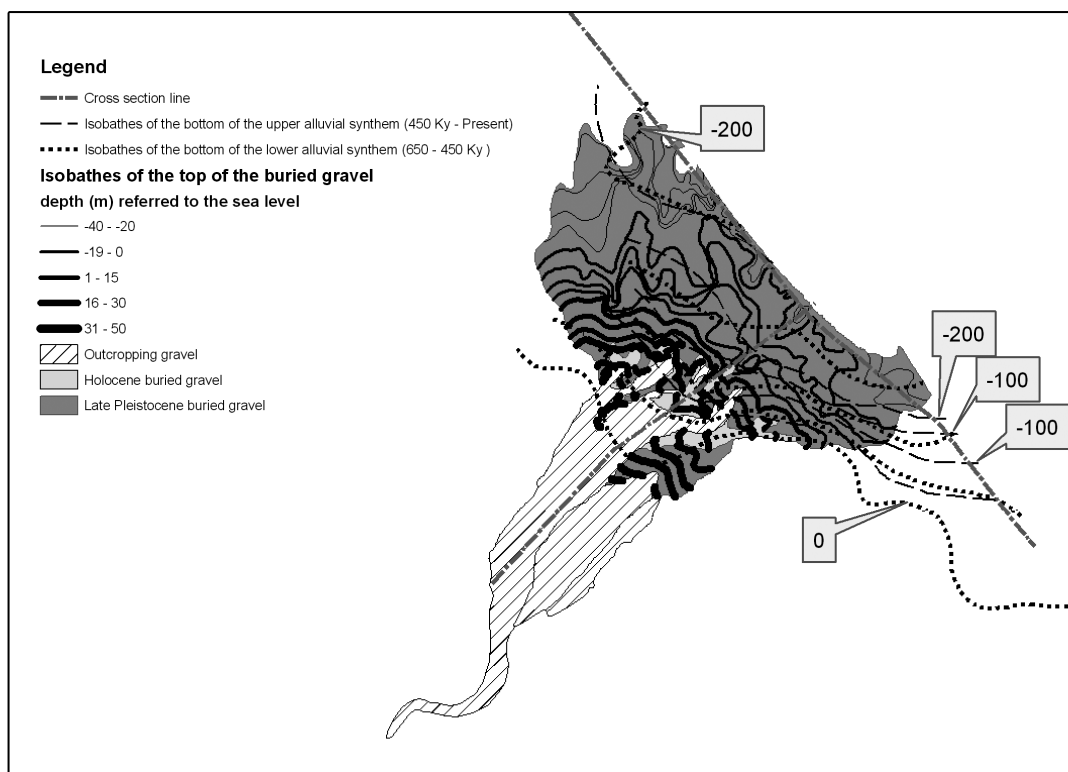 Legend
Cross section line
Isobathes of the bottom of the upper alluvial synthem (450 Ky - Present)
Isobathes of the bottom of the lower alluvial synthem (650 - 450 Ky )
Isobathes of the top of the buried gravel
depth (m) referred to the sea level
-40 - -20
-19 - 0
1 - 15
16 - 30
31 - 50
Outcropping gravel
Holocene buried gravel
Late Pleistocene buried gravel
-200
-200
-100
-100
0